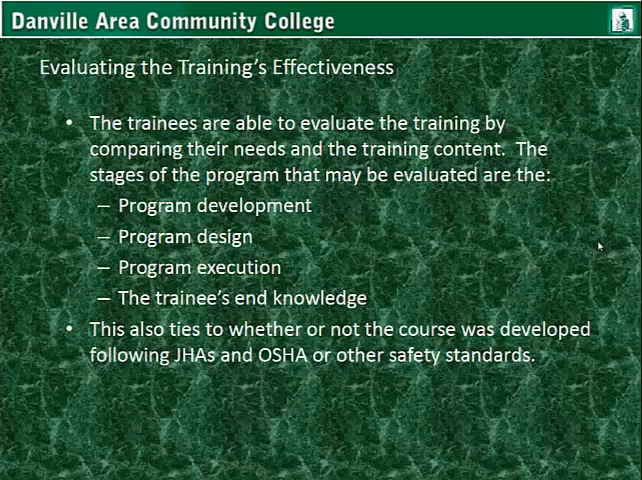 Danville Area Community College
Evaluating the Training's Effectiveness
• The trainees are able to evaluate the training by
comparing their needs and the training content.  The
stages of the program that may be evaluated are the:
– Program development
– Program design
– Program execution
– The trainee's end knowledge
• This also ties to whether or not the course was developed
following JHAs and OSHA or other safety standards.